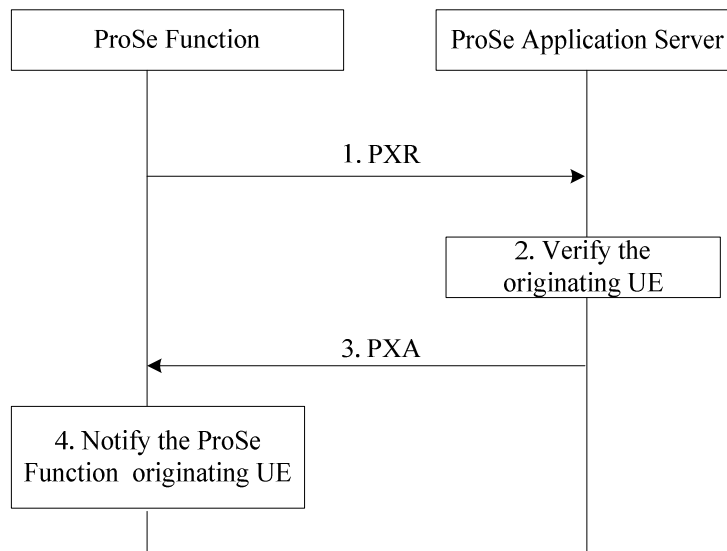 ProSe Function
ProSe Application Server
1. PXR
2. Verify the
originating UE
3. PXA
4. Notify the ProSe
Function originating UE